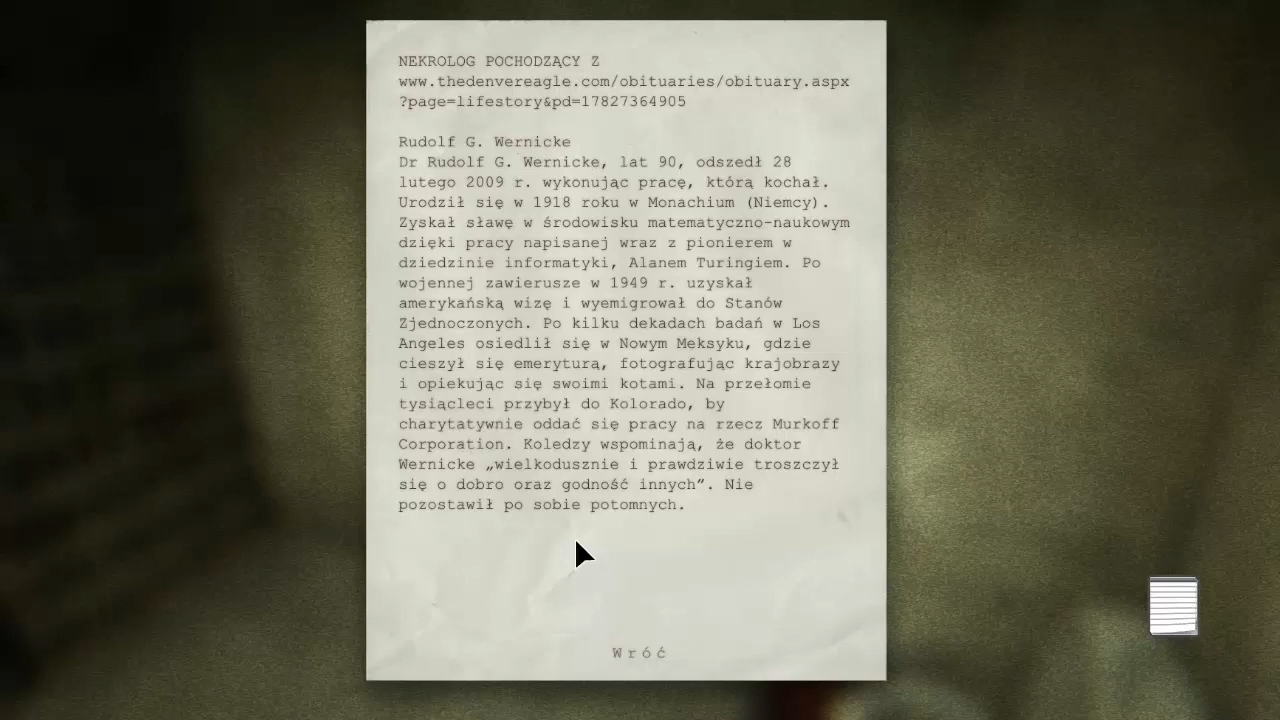 NEKROLOG POCHODZĄCY Z
www.thedenvereagle.com/obituaries/obituary.aspx
?page=lifestory&pd=17827364905
Rudolf G. Wernicke
Dr Rudolf G. Wernicke, lat 90, odszedł 28
lutego 2009 r. wykonując pracę, którą kochał.
Urodził się w 1918 roku w Monachium (Niemcy).
Zyskał sławę w środowisku matematyczno-naukowym
dzięki pracy napisanej wraz z pionierem w
dziedzinie informatyki, Alanem Turingiem. Po
wojennej zawierusze w 1949 r. uzyskał
amerykańską wizę i wyemigrował do Stanów
Zjednoczonych. Po kilku dekadach badań w Los
Angeles osiedlił się w Nowym Meksyku, gdzie
cieszył się emeryturą, fotografując krajobrazy
i opiekując się swoimi kotami. Na przełomie
tysiącleci przybył do Kolorado, by
charytatywnie oddać się pracy na rzecz Murkoff
Corporation. Koledzy wspominają, że doktor
Wernicke „wielkodusznie i prawdziwie troszczył
się o dobro oraz godność innych”. Nie
pozostawił po sobie potomnych.
Wróć